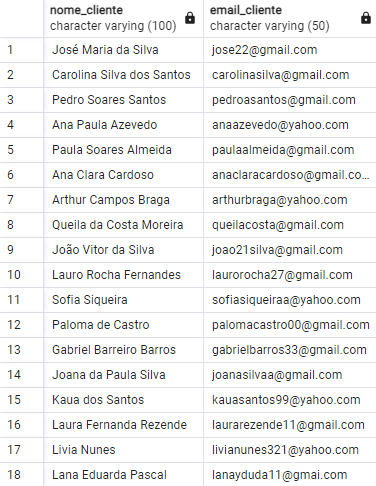 nome_cliente email_cliente
character varying (100) character varying (50)
1 José Maria da Silva jose22@gmail.com
2 Carolina Silva dos Santos carolinasilva@gmail.com
3 Pedro Soares Santos pedroasantos@gmail.com
4 Ana Paula Azevedo anaazevedo@yahoo.com
5 Paula Soares Almeida paulaalmeida@gmail.com
6 Ana Clara Cardoso anaclaracardoso@gmail.co...
7 Arthur Campos Braga arthurbraga@yahoo.com
8 Queila da Costa Moreira queilacosta@gmail.com
9 João Vitor da Silva joao21silva@gmail.com
10 Lauro Rocha Fernandes laurorocha27@gmail.com
11 Sofia Siqueira sofiasiqueiraa@yahoo.com
12 Paloma de Castro palomacastro00@gmail.com
13 Gabriel Barreiro Barros gabrielbarros33@gmail.com
14 Joana da Paula Silva joanasilvaa@gmail.com
15 Kaua dos Santos kauasantos99@yahoo.com
16 Laura Fernanda Rezende laurarezende11@gmail.com
17 Livia Nunes livianunes321@yahoo.com
18 Lana Eduarda Pascal lanayduda11@gmai.com